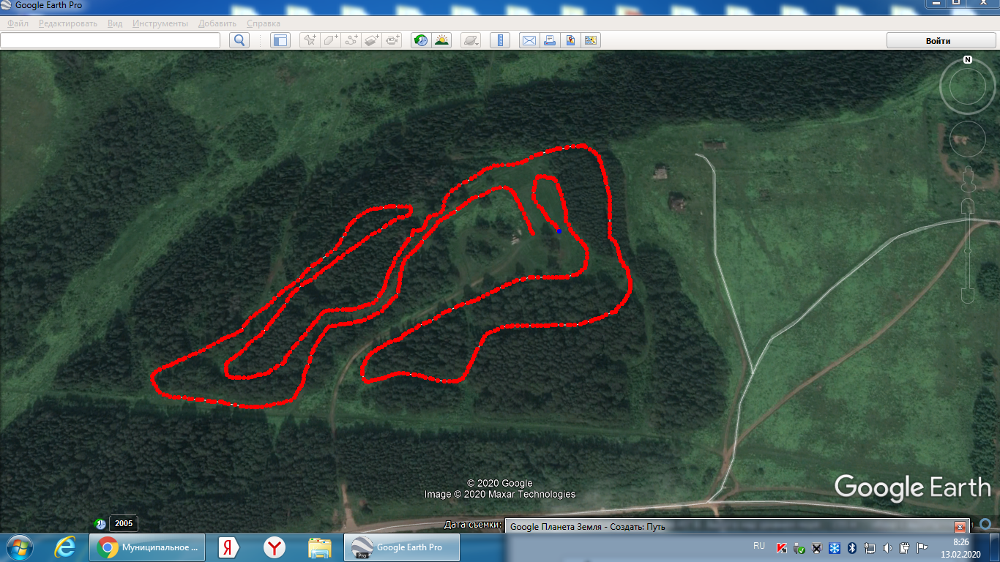 Google Earth Pro
Файл Редактировать Вид Инструменты Добавить Справка
Войти
N
© 2020 Google
Image © 2020 Maxar Technologies
Google Earth
2005
Дата съемки:
Google Планета Земля - Создать: Путь
Муниципальное ...
Я
Y
Google Earth Pro
Pro
RU
8:26
13.02.2020